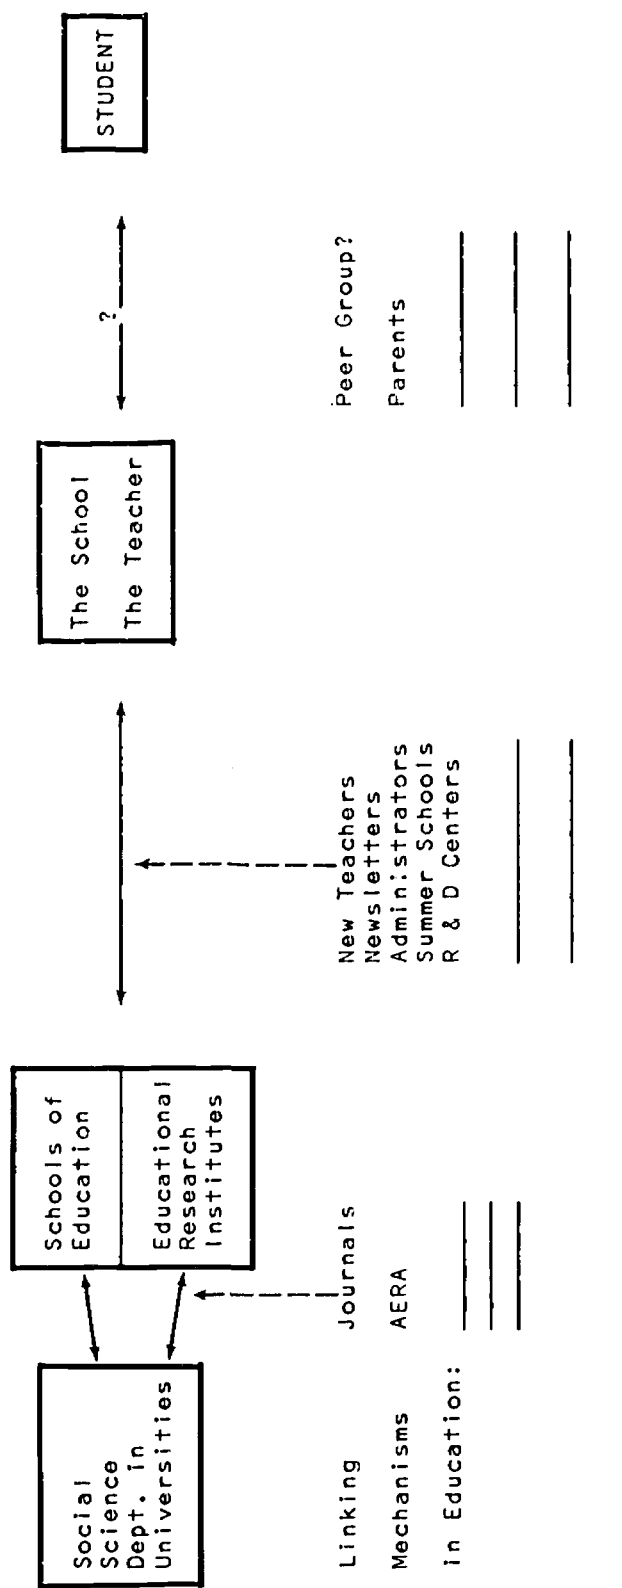 Social
Science
Dept. in
Universities
Schools of
Education
Educational
Research
Institutes
The School
The Teacher
?
STUDENT
Linking
Mechanisms
in Education:
Journals
AERA
New Teachers
Newsletters
Administrators
Summer Schools
R & D Centers
Peer Group?
Parents